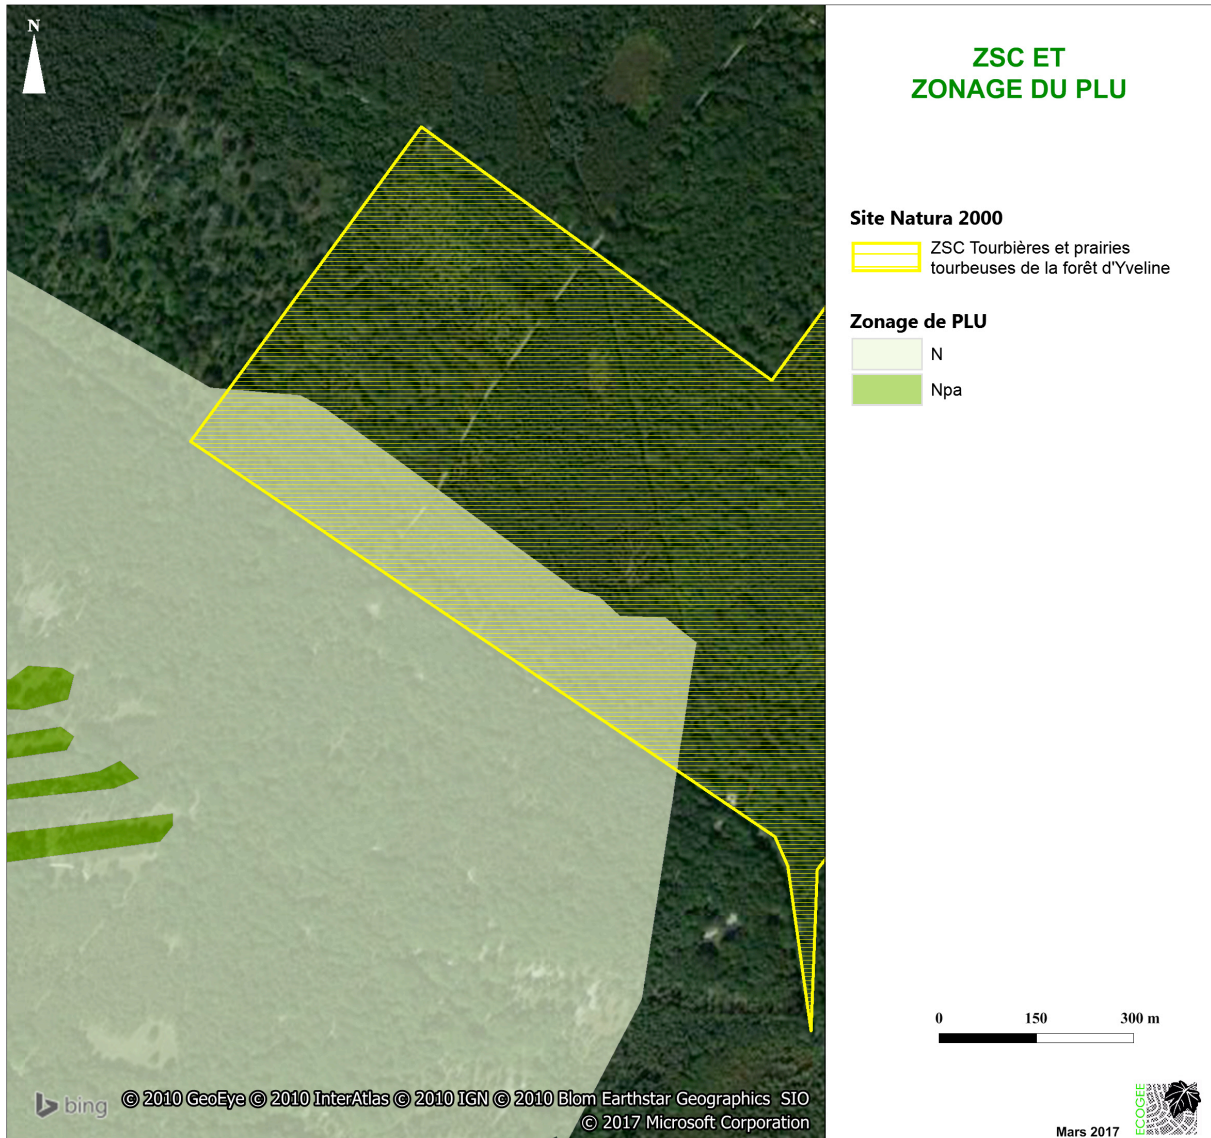 N
ZSC ET
ZONAGE DU PLU
Site Natura 2000
ZSC Tourbières et prairies
tourbeuses de la forêt d'Yveline
Zonage de PLU
N
Npa
0 150 300 m
bing © 2010 GeoEye © 2010 InterAtlas © 2010 IGN © 2010 Blom Earthstar Geographics SIO
© 2017 Microsoft Corporation
Mars 2017
ECOGEE